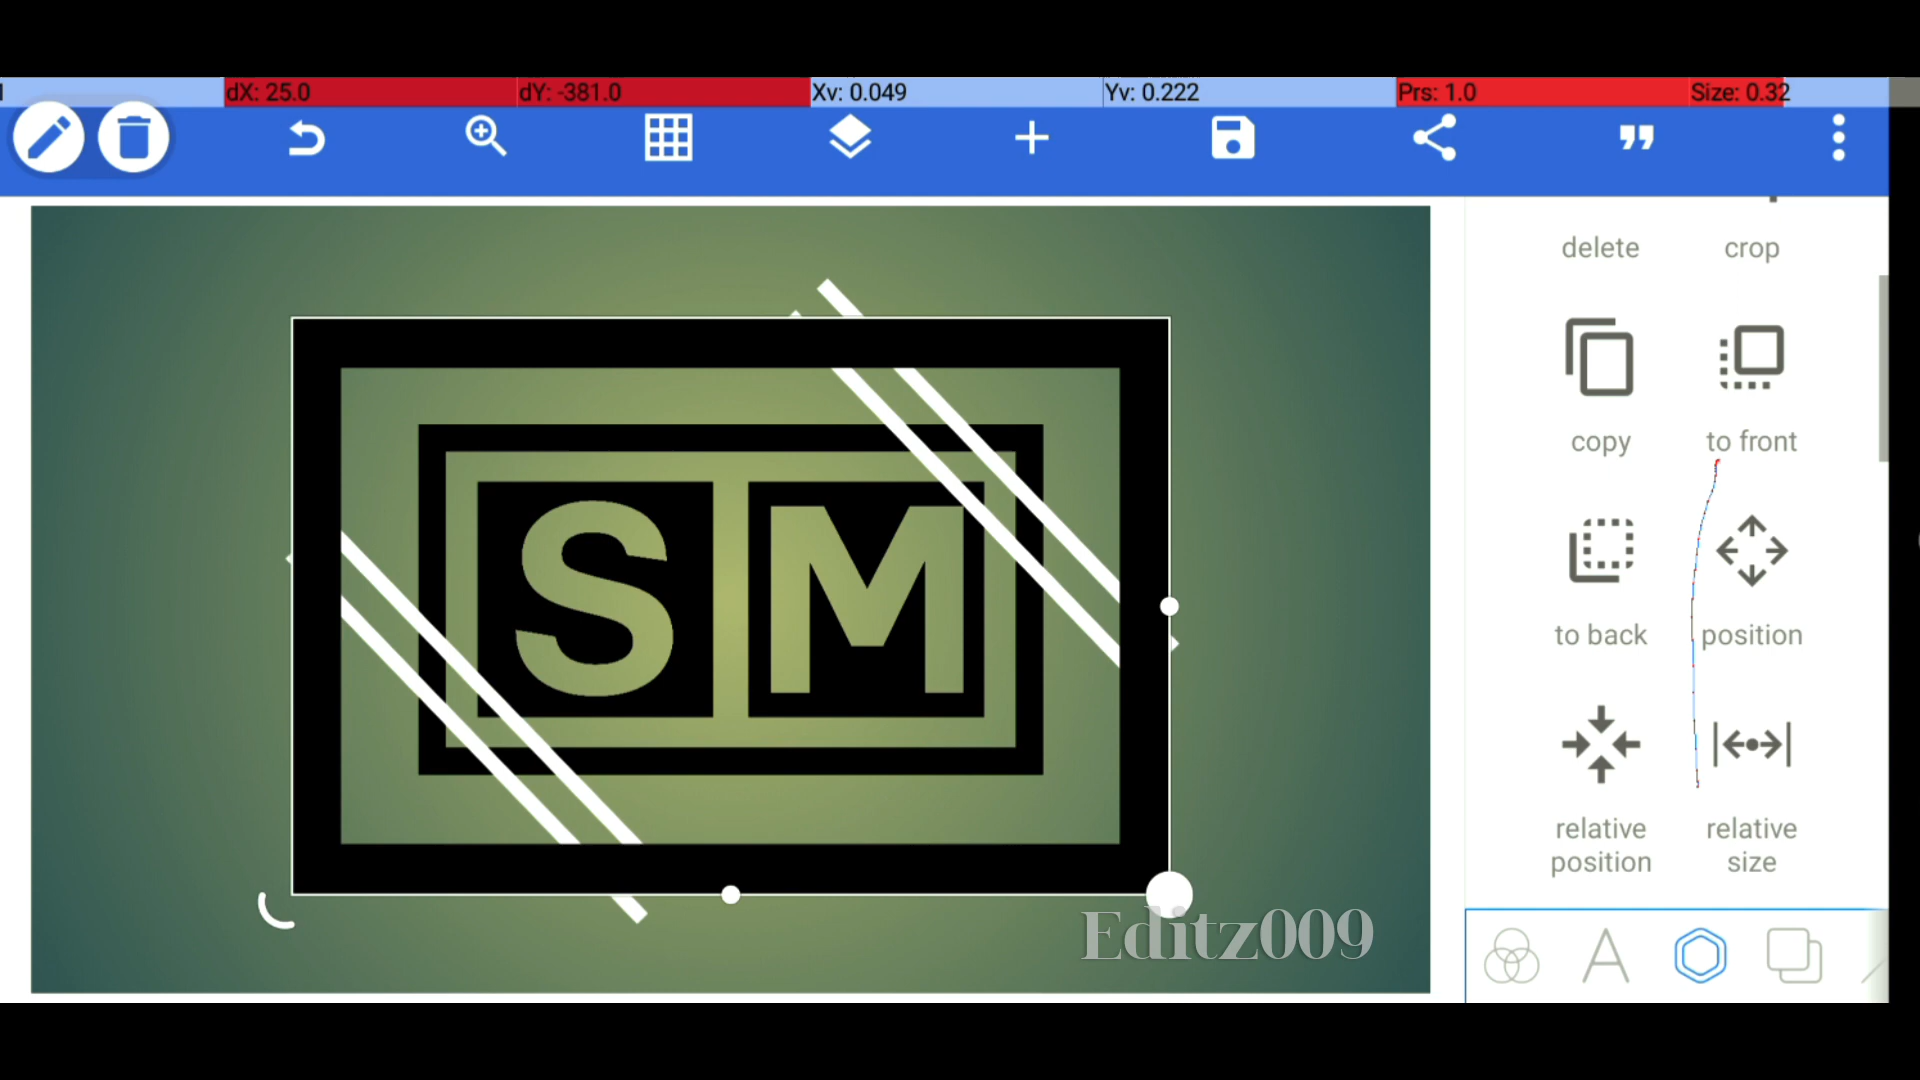 dX: 25.0 dY: -381.0 Xv: 0.049 Yv: 0.222 Prs: 1.0 Size: 0.32
delete crop
copy to front
to back position
relative position
relative size
S M
Editz009